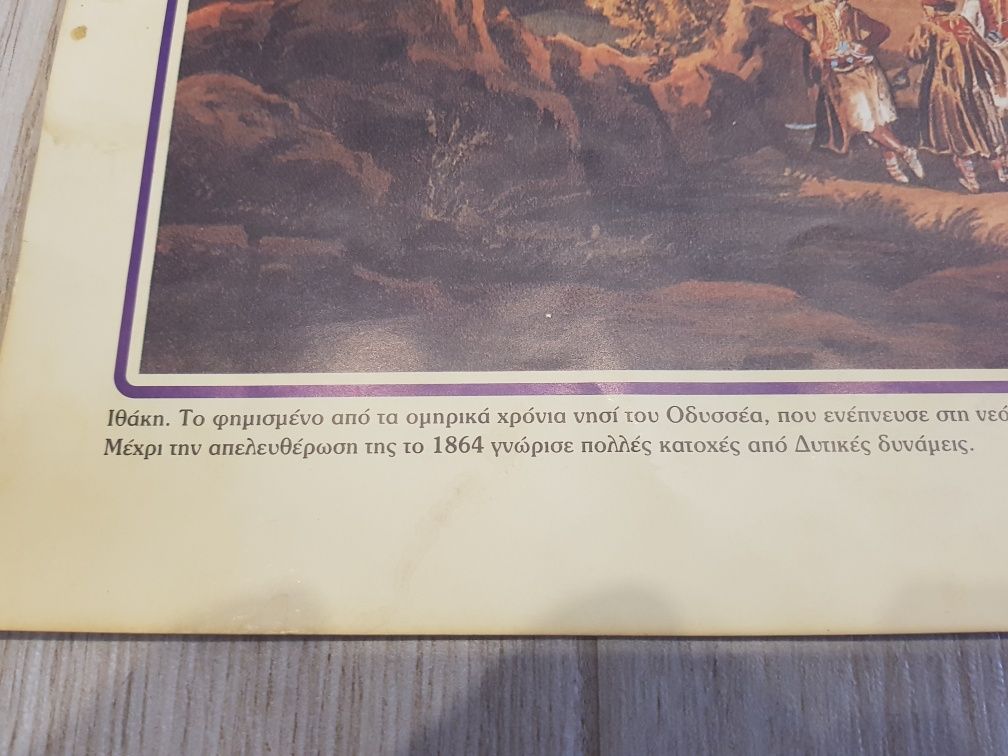 Ιθάκη. Το φημισμένο από τα ομηρικά χρόνια νησί του Οδυσσέα, που ενέπνευσε στη
Μέχρι την απελευθέρωση της το 1864 γνώρισε πολλές κατοχές από Δυτικές δυνάμεις.